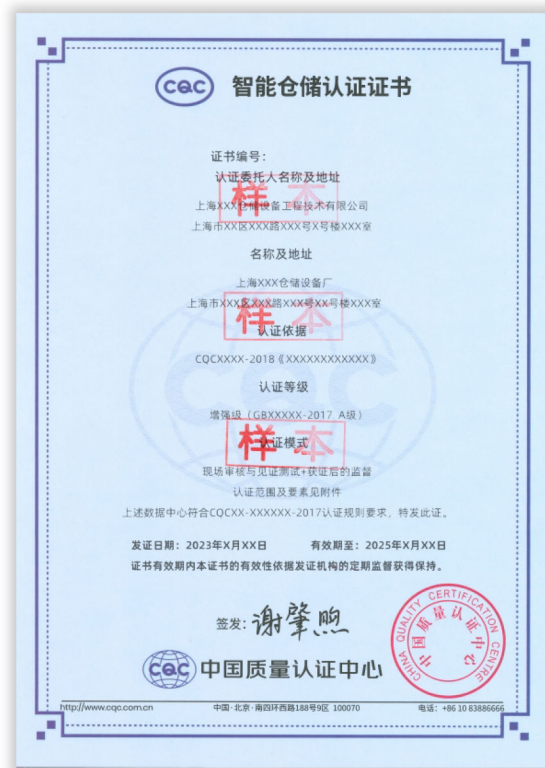 CQC 智能仓储认证证书
证书编号：
认证委托人名称及地址
样本
上海XXX仓储设备工程技术有限公司
上海市XX区XXX路XXX号X号楼XXX室
名称及地址
上海XXX仓储设备厂
上海市XXX区XXX路XXX号XX号楼XXX室
样本
认证依据
CQCXXXX-2018《XXXXXXXXXXXX》
认证等级
增强级（GBXXXXX-2017 A级）
样本
认证模式
现场审核与见证测试+获证后的监督
认证范围及要素见附件
上述数据中心符合CQCXX-XXXXXX-2017认证规则要求，特发此证。
发证日期：2023年X月XX日 有效期至：2025年X月XX日
证书有效期内本证书的有效性依据发证机构的定期监督获得保持。
签发：谢肇煦
CHINA QUALITY CERTIFICATION CENTRE
中国质量认证中心
CQC 中国质量认证中心
http://www.cqc.com.cn 中国·北京·南四环西路188号9区 100070 电话：+86 10 83886666